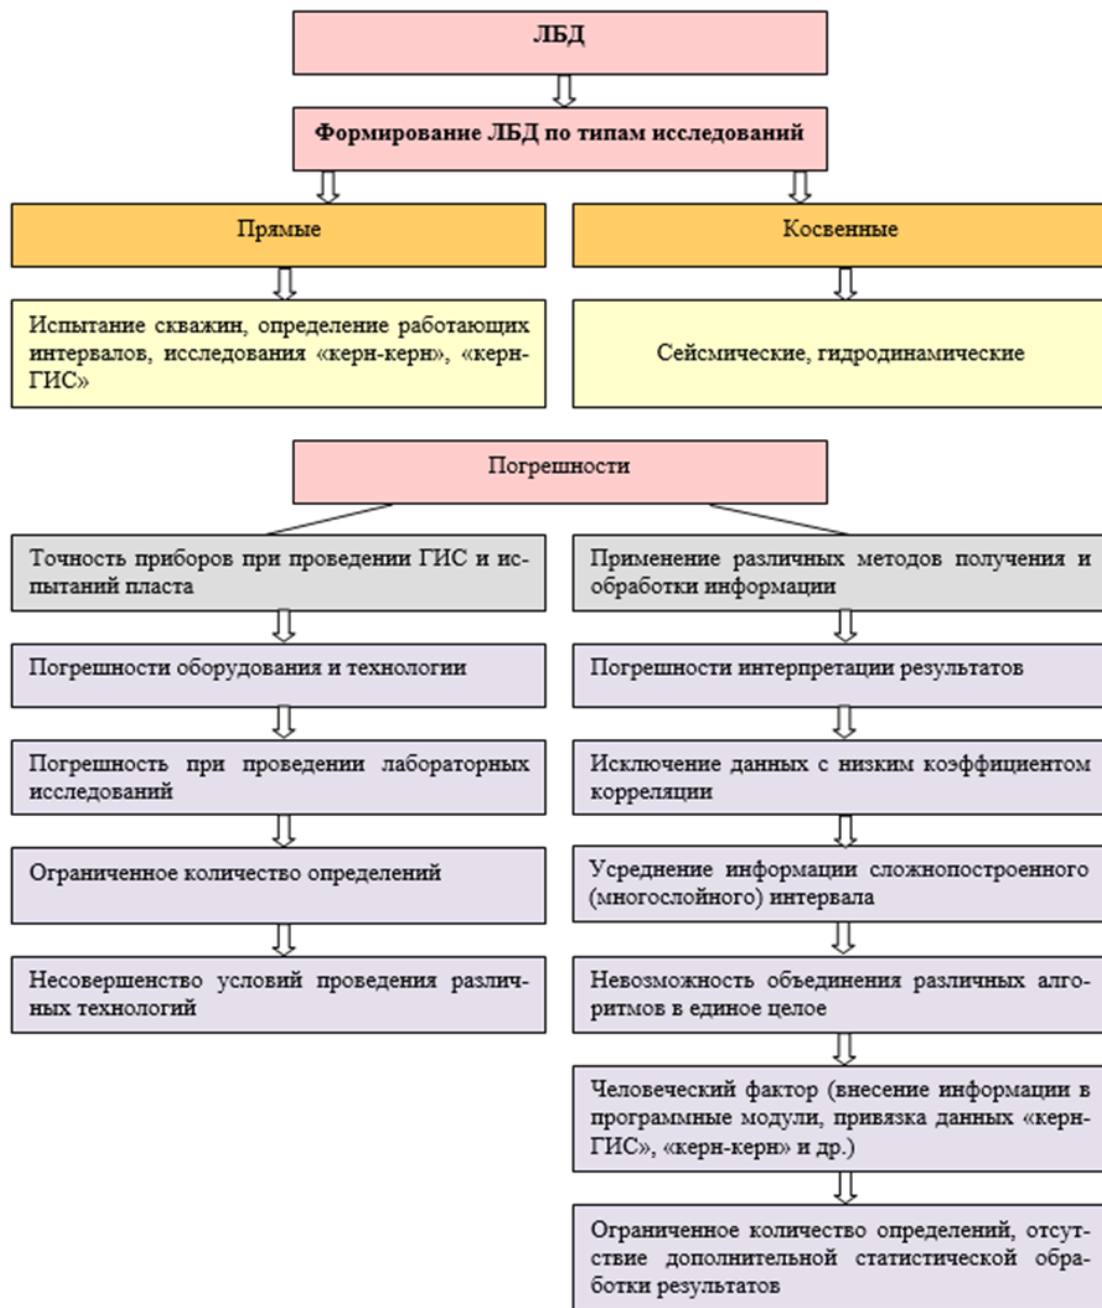 ЛБД
Формирование ЛБД по типам исследований
Прямые
Косвенные
Испытание скважин, определение работающих
интервалов, исследования «керн-керн», «керн-
ГИС»
Сейсмические, гидродинамические
Погрешности
Точность приборов при проведении ГИС и ис-
пытаний пласта
Погрешности оборудования и технологии
Погрешность при проведении лабораторных
исследований
Ограниченное количество определений
Несовершенство условий проведения различ-
ных технологий
Применение различных методов получения и
обработки информации
Погрешности интерпретации результатов
Исключение данных с низким коэффициентом
корреляции
Усреднение информации сложнопостроенного
(многослойного) интервала
Невозможность объединения различных алго-
ритмов в единое целое
Человеческий фактор (внесение информации в
программные модули, привязка данных «керн-
ГИС», «керн-керн» и др.)
Ограниченное количество определений, отсут-
ствие дополнительной статистической обра-
ботки результатов